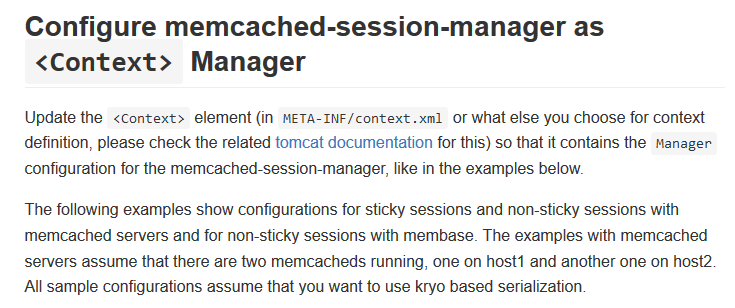 Configure memcached-session-manager as
<Context> Manager
Update the <Context> element (in META-INF/context.xml or what else you choose for context
definition, please check the related tomcat documentation for this) so that it contains the Manager
configuration for the memcached-session-manager, like in the examples below.
The following examples show configurations for sticky sessions and non-sticky sessions with
memcached servers and for non-sticky sessions with membase. The examples with memcached
servers assume that there are two memcacheds running, one on host1 and another one on host2.
All sample configurations assume that you want to use kryo based serialization.